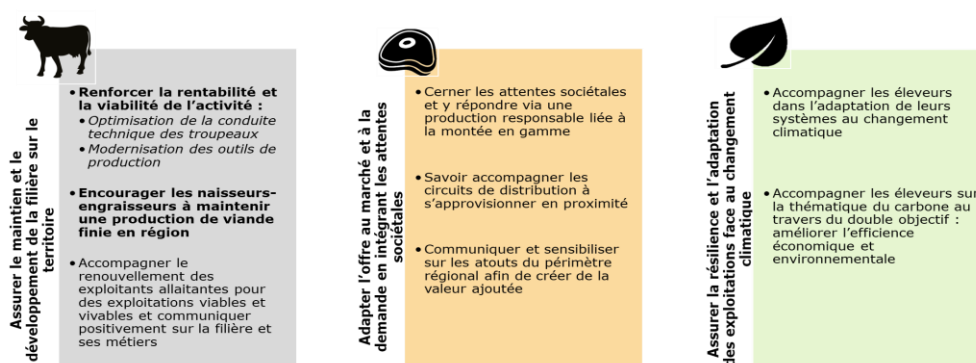 Assurer le maintien et le
développement de la filière sur le
territoire
• Renforcer la rentabilité et
la viabilité de l'activité :
• Optimisation de la conduite
technique des troupeaux
• Modernisation des outils de
production
• Encourager les naisseurs-
engraisseurs à maintenir
une production de viande
finie en région
• Accompagner le
renouvellement des
exploitants allaitantes pour
des exploitations viables et
vivables et communiquer
positivement sur la filière et
ses métiers
Adapter l'offre au marché et à la
demande en intégrant les attentes
sociétales
• Cerner les attentes sociétales
et y répondre via une
production responsable liée à
la montée en gamme
• Savoir accompagner les
circuits de distribution à
s'approvisionner en proximité
• Communiquer et sensibiliser
sur les atouts du périmètre
régional afin de créer de la
valeur ajoutée
Assurer la résilience et l'adaptation
des exploitations face au changement
climatique
• Accompagner les éleveurs
dans l'adaptation de leurs
systèmes au changement
climatique
• Accompagner les éleveurs sur
la thématique du carbone au
travers du double objectif :
améliorer l'efficience
économique et
environnementale